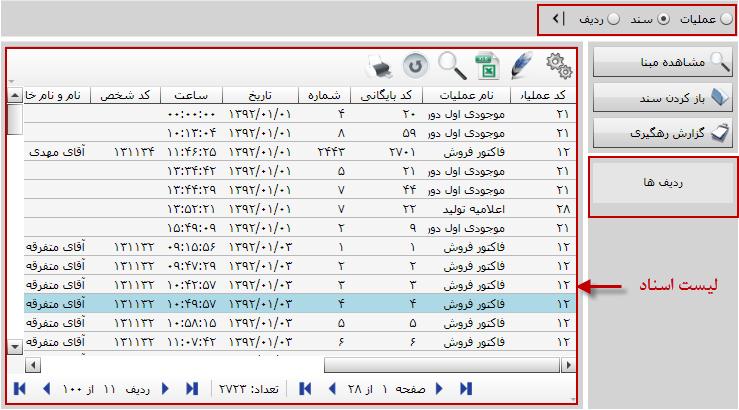 عملیات سند ردیف
مشاهده مبنا
باز کردن سند
گزارش رهگیری
ردیف ها
لیست اسناد
کد عملیات نام عملیات کد بایگانی شماره تاریخ ساعت کد شخص نام و نام خا
۲۱ موجودی اول دور ۲۰ ۴ ۱۳۹۲/۰۱/۰۱ ۰۰:۰۰:۰۰
۲۱ موجودی اول دور ۵۹ ۸ ۱۳۹۲/۰۱/۰۱ ۱۰:۱۳:۰۴
۱۲ فاکتور فروش ۲۷۰۱ ۲۴۴۳ ۱۳۹۲/۰۱/۰۱ ۱۱:۴۶:۲۵ ۱۳۱۱۳۴ آقای مهدی
۲۱ موجودی اول دور ۲۱ ۵ ۱۳۹۲/۰۱/۰۱ ۱۳:۳۴:۴۲
۲۱ موجودی اول دور ۴۴ ۷ ۱۳۹۲/۰۱/۰۱ ۱۳:۴۴:۲۹
۲۸ اعلامیه تولید ۲۲ ۷ ۱۳۹۲/۰۱/۰۱ ۱۳:۵۲:۲۱
۲۱ موجودی اول دور ۹ ۲ ۱۳۹۲/۰۱/۰۱ ۱۵:۴۹:۰۹
۱۲ فاکتور فروش ۱ ۱ ۱۳۹۲/۰۱/۰۳ ۰۹:۱۵:۵۶ ۱۳۱۱۳۲ آقای متفرقه
۱۲ فاکتور فروش ۲ ۲ ۱۳۹۲/۰۱/۰۳ ۰۹:۴۷:۲۹ ۱۳۱۱۳۲ آقای متفرقه
۱۲ فاکتور فروش ۳ ۳ ۱۳۹۲/۰۱/۰۳ ۱۰:۴۲:۵۷ ۱۳۱۱۳۲ آقای متفرقه
۱۲ فاکتور فروش ۴ ۴ ۱۳۹۲/۰۱/۰۳ ۱۰:۴۹:۵۷ ۱۳۱۱۳۲ آقای متفرقه
۱۲ فاکتور فروش ۵ ۵ ۱۳۹۲/۰۱/۰۳ ۱۰:۵۸:۱۵ ۱۳۱۱۳۲ آقای متفرقه
۱۲ فاکتور فروش ۶ ۶ ۱۳۹۲/۰۱/۰۳ ۱۱:۰۷:۴۲ ۱۳۱۱۳۲ آقای متفرقه
صفحه ۱ از ۲۸ تعداد: ۲۷۲۳ ردیف ۱۱ از ۱۰۰